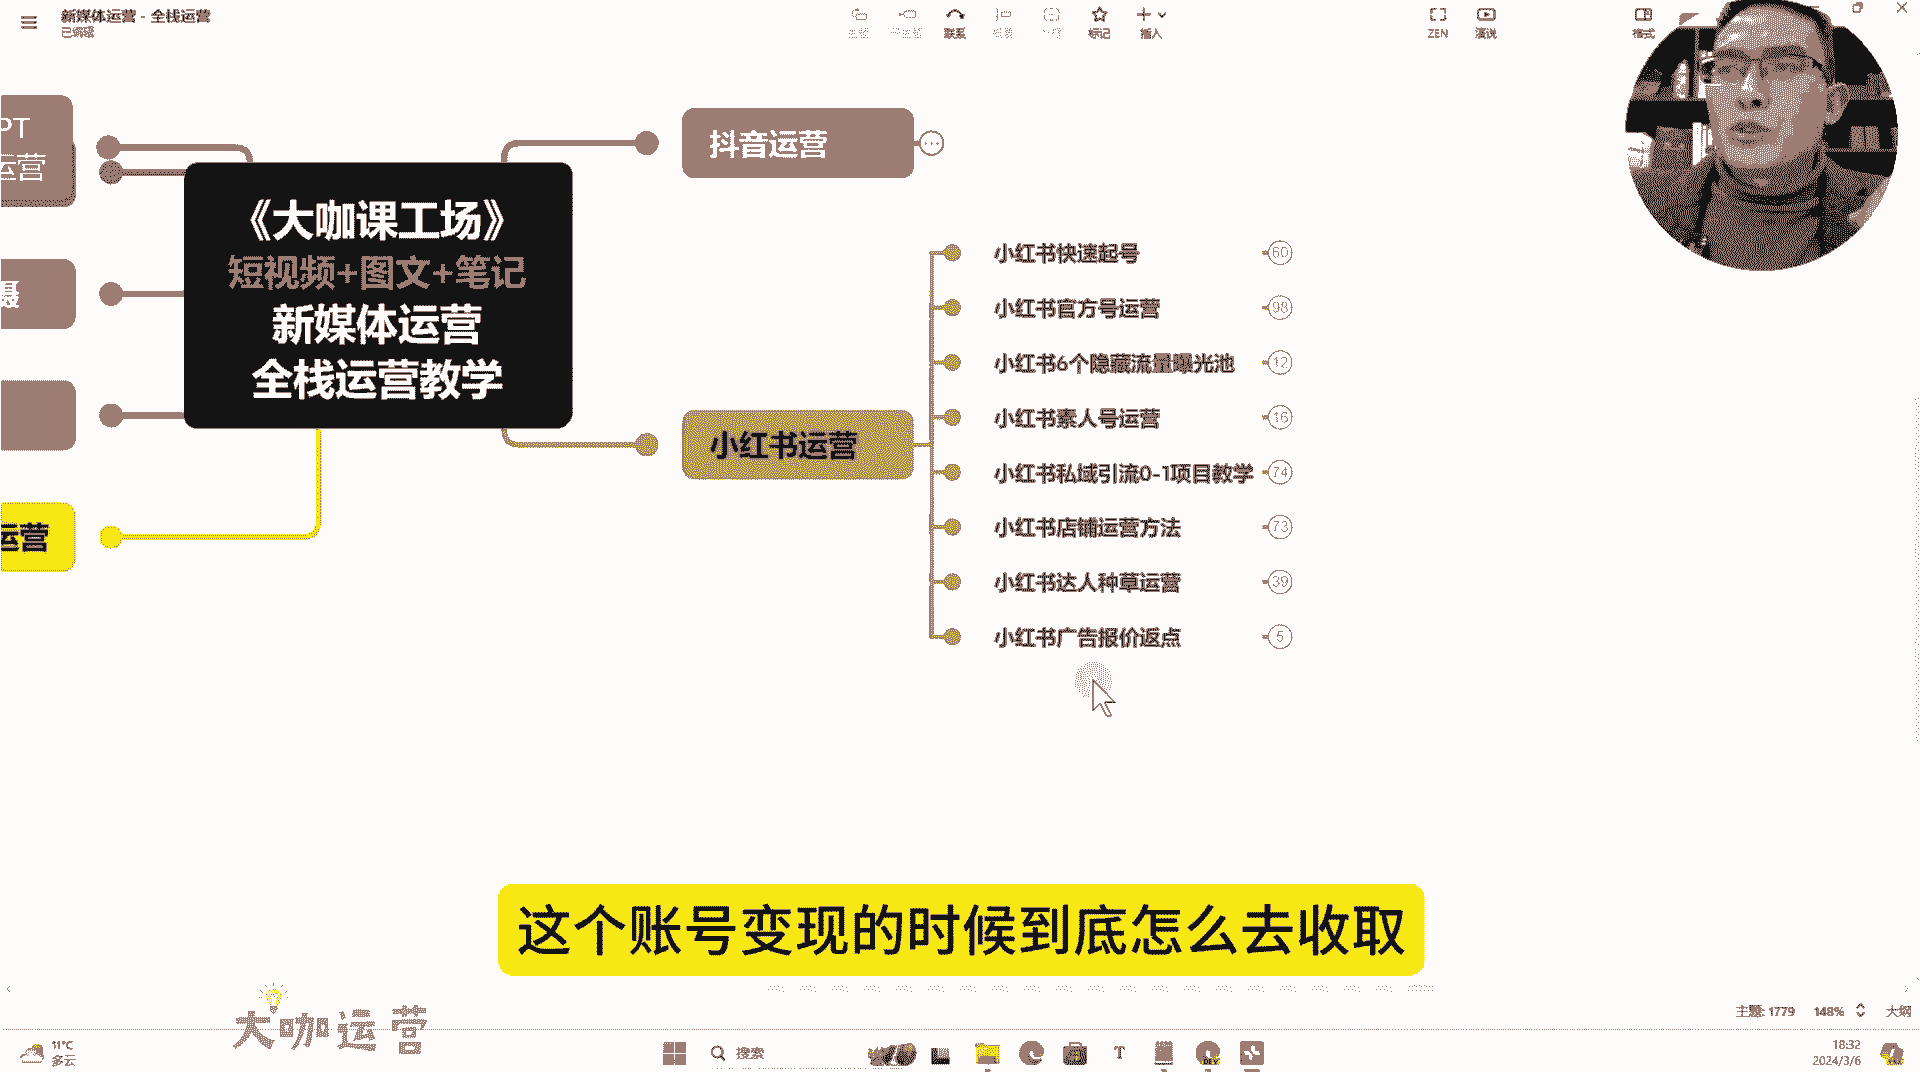 新媒体运营 - 全栈运营
已编辑
联系
标记
插入
ZEN
演说
格式
PT
运营
摄
运营
《大咖课工场》
短视频+图文+笔记
新媒体运营
全栈运营教学
抖音运营
小红书运营
小红书快速起号 60
小红书官方号运营 98
小红书6个隐藏流量曝光池 12
小红书素人号运营 16
小红书私域引流0-1项目教学 74
小红书店铺运营方法 73
小红书达人种草运营 39
小红书广告报价返点 5
这个账号变现的时候到底怎么去收取
大咖运营
主题: 1779
148%
大纲
11°C
多云
搜索
18:32
2024/3/6